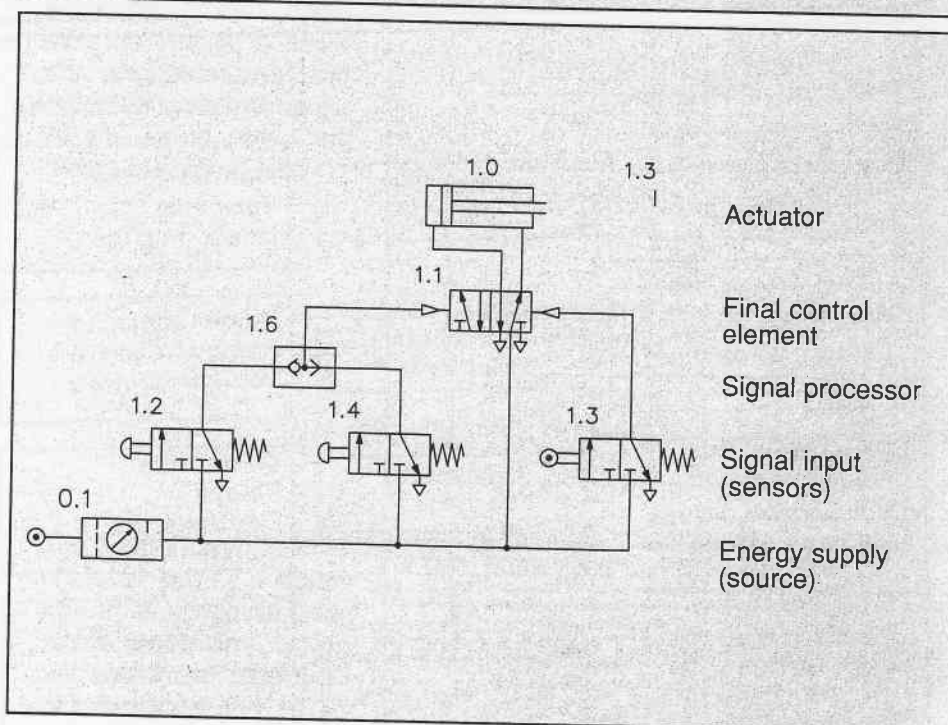 1.0
1.3
Actuator
1.1
Final control
element
1.6
Signal processor
1.2
1.4
1.3
Signal input
(sensors)
0.1
Energy supply
(source)